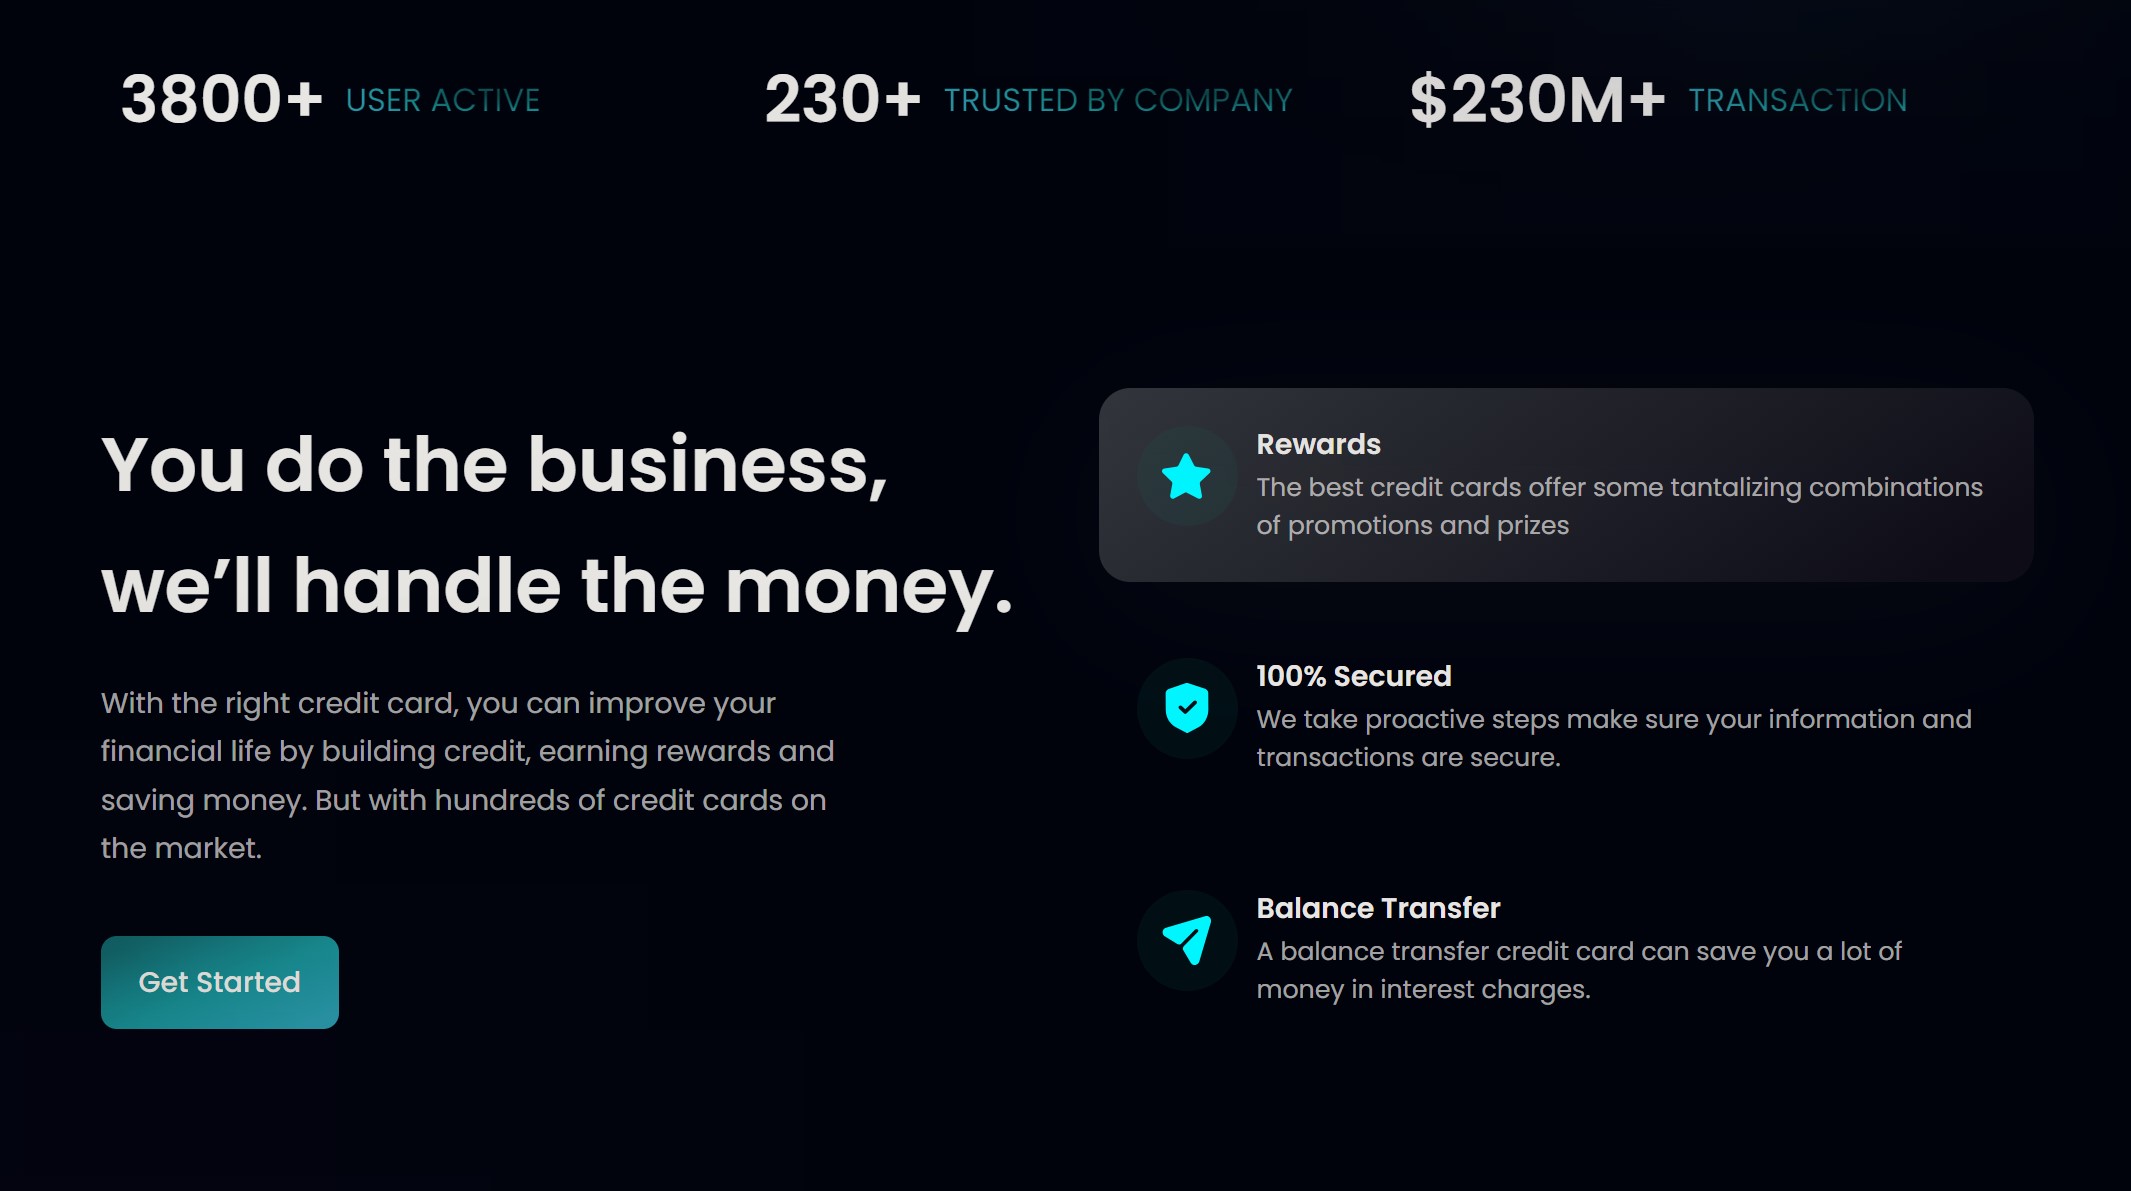 3800+ USER ACTIVE
230+ TRUSTED BY COMPANY
$230M+ TRANSACTION
You do the business,
we’ll handle the money.
With the right credit card, you can improve your
financial life by building credit, earning rewards and
saving money. But with hundreds of credit cards on
the market.
Get Started
Rewards
The best credit cards offer some tantalizing combinations
of promotions and prizes
100% Secured
We take proactive steps make sure your information and
transactions are secure.
Balance Transfer
A balance transfer credit card can save you a lot of
money in interest charges.